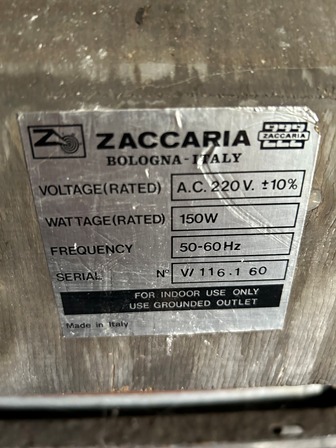 ZACCARIA
ZACCARIA
BOLOGNA-ITALY
VOLTAGE(RATED) A.C. 220 V. ±10%
WATTAGE(RATED) 150W
FREQUENCY 50-60Hz
SERIAL N° V/ 116.1 60
FOR INDOOR USE ONLY
USE GROUNDED OUTLET
Made in Italy